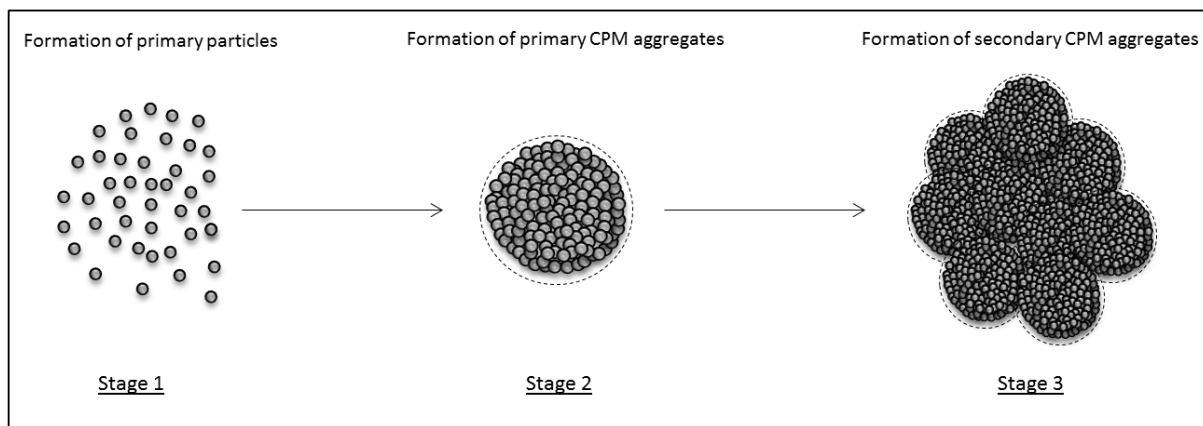 Formation of primary particles
Formation of primary CPM aggregates
Formation of secondary CPM aggregates
Stage 1
Stage 2
Stage 3